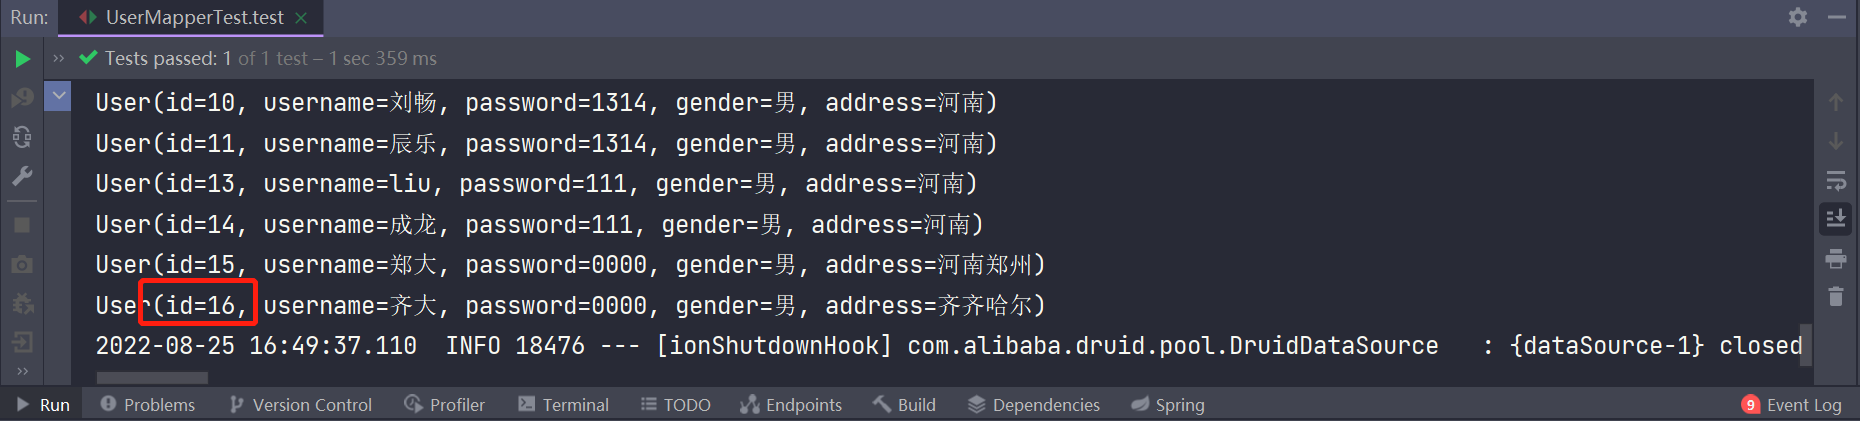 Run: UserMapperTest.test
Tests passed: 1 of 1 test – 1 sec 359 ms
User(id=10, username=刘畅, password=1314, gender=男, address=河南)
User(id=11, username=辰乐, password=1314, gender=男, address=河南)
User(id=13, username=liu, password=111, gender=男, address=河南)
User(id=14, username=成龙, password=111, gender=男, address=河南)
User(id=15, username=郑大, password=0000, gender=男, address=河南郑州)
User(id=16, username=齐大, password=0000, gender=男, address=齐齐哈尔)
2022-08-25 16:49:37.110  INFO 18476 --- [ionShutdownHook] com.alibaba.druid.pool.DruidDataSource   : {dataSource-1} closed
Run Problems Version Control Profiler Terminal TODO Endpoints Build Dependencies Spring 9 Event Log